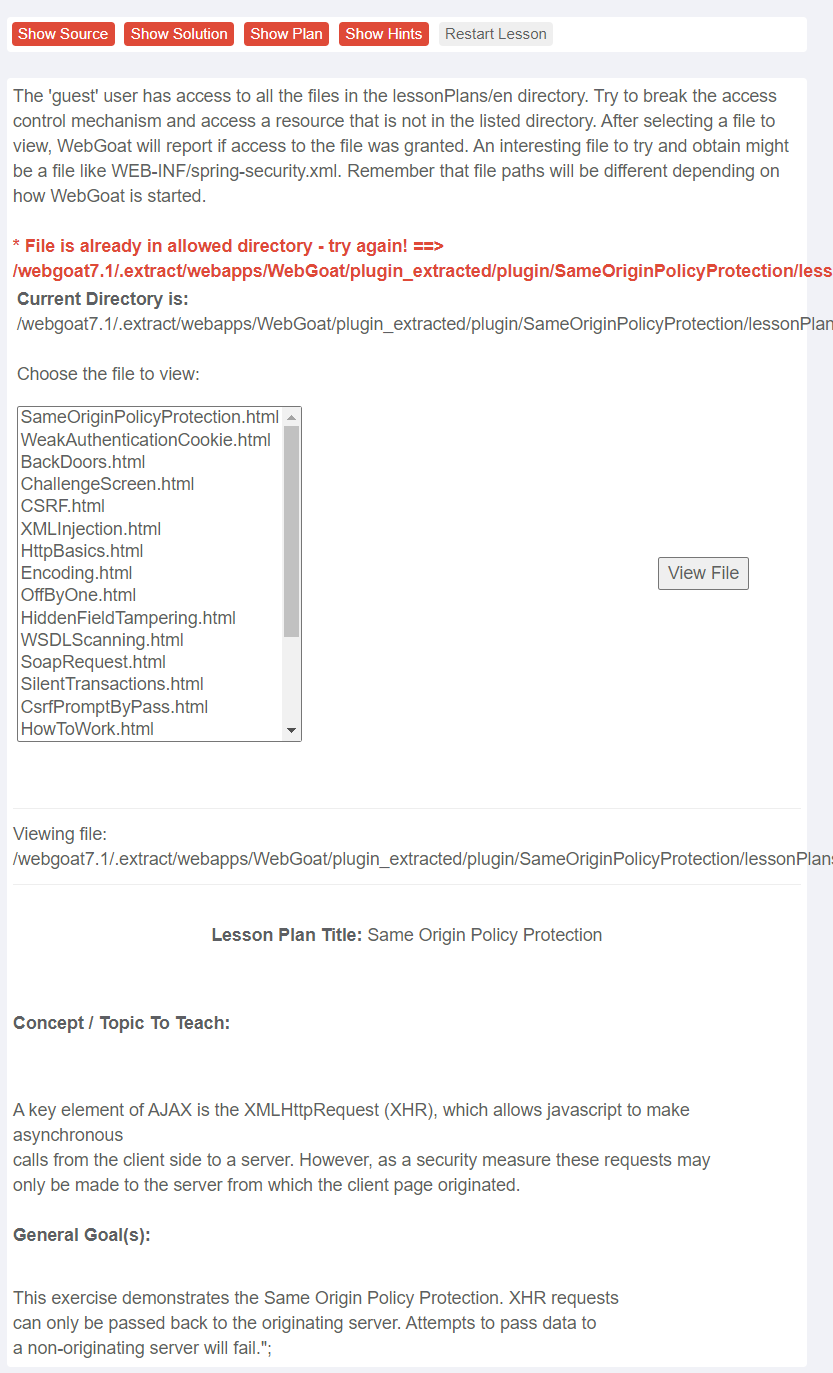 Show Source Show Solution Show Plan Show Hints Restart Lesson
The 'guest' user has access to all the files in the lessonPlans/en directory. Try to break the access
control mechanism and access a resource that is not in the listed directory. After selecting a file to
view, WebGoat will report if access to the file was granted. An interesting file to try and obtain might
be a file like WEB-INF/spring-security.xml. Remember that file paths will be different depending on
how WebGoat is started.
* File is already in allowed directory - try again! ==>
/webgoat7.1/.extract/webapps/WebGoat/plugin_extracted/plugin/SameOriginPolicyProtection/less
Current Directory is:
/webgoat7.1/.extract/webapps/WebGoat/plugin_extracted/plugin/SameOriginPolicyProtection/lessonPlan
Choose the file to view:
SameOriginPolicyProtection.html
WeakAuthenticationCookie.html
BackDoors.html
ChallengeScreen.html
CSRF.html
XMLInjection.html
HttpBasics.html
Encoding.html
OffByOne.html
HiddenFieldTampering.html
WSDLScanning.html
SoapRequest.html
SilentTransactions.html
CsrfPromptByPass.html
HowToWork.html
View File
Viewing file:
/webgoat7.1/.extract/webapps/WebGoat/plugin_extracted/plugin/SameOriginPolicyProtection/lessonPlans
Lesson Plan Title: Same Origin Policy Protection
Concept / Topic To Teach:
A key element of AJAX is the XMLHttpRequest (XHR), which allows javascript to make
asynchronous
calls from the client side to a server. However, as a security measure these requests may
only be made to the server from which the client page originated.
General Goal(s):
This exercise demonstrates the Same Origin Policy Protection. XHR requests
can only be passed back to the originating server. Attempts to pass data to
a non-originating server will fail.";